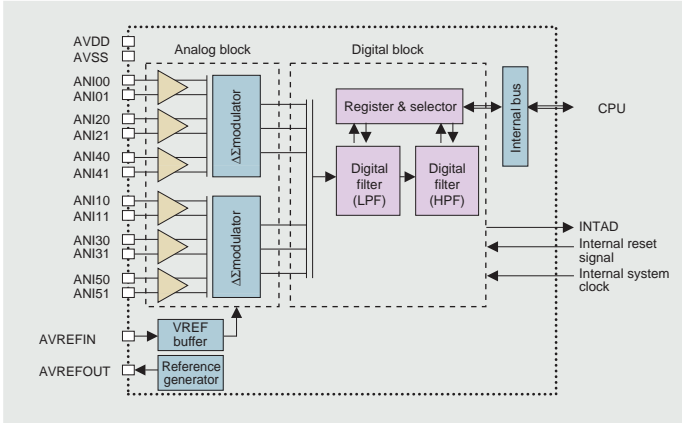 AVDD
AVSS
Analog block
Digital block
ANI00
ANI01
ANI20
ANI21
ANI40
ANI41
ΔΣmodulator
Register & selector
Internal bus
CPU
Digital
filter
(LPF)
Digital
filter
(HPF)
ANI10
ANI11
ANI30
ANI31
ANI50
ANI51
ΔΣmodulator
INTAD
Internal reset
signal
Internal system
clock
AVREFIN
VREF
buffer
AVREFOUT
Reference
generator